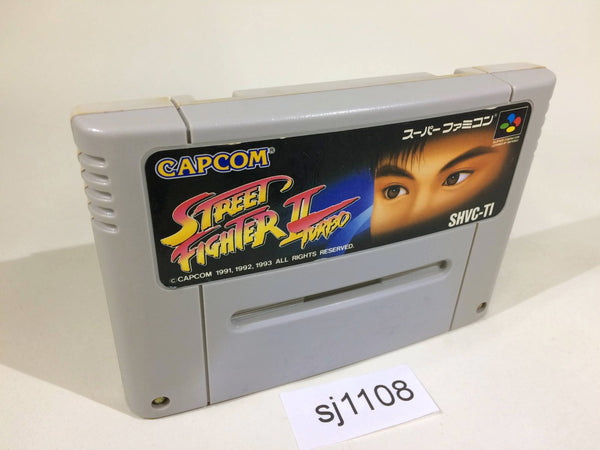 スーパーファミコン
CAPCOM®
STREET
FIGHTER II
TURBO
SHVC-TI
© CAPCOM 1991, 1992, 1993 ALL RIGHTS RESERVED.
sj1108